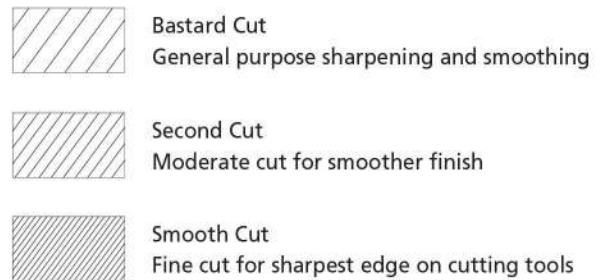 Bastard Cut
General purpose sharpening and smoothing
Second Cut
Moderate cut for smoother finish
Smooth Cut
Fine cut for sharpest edge on cutting tools